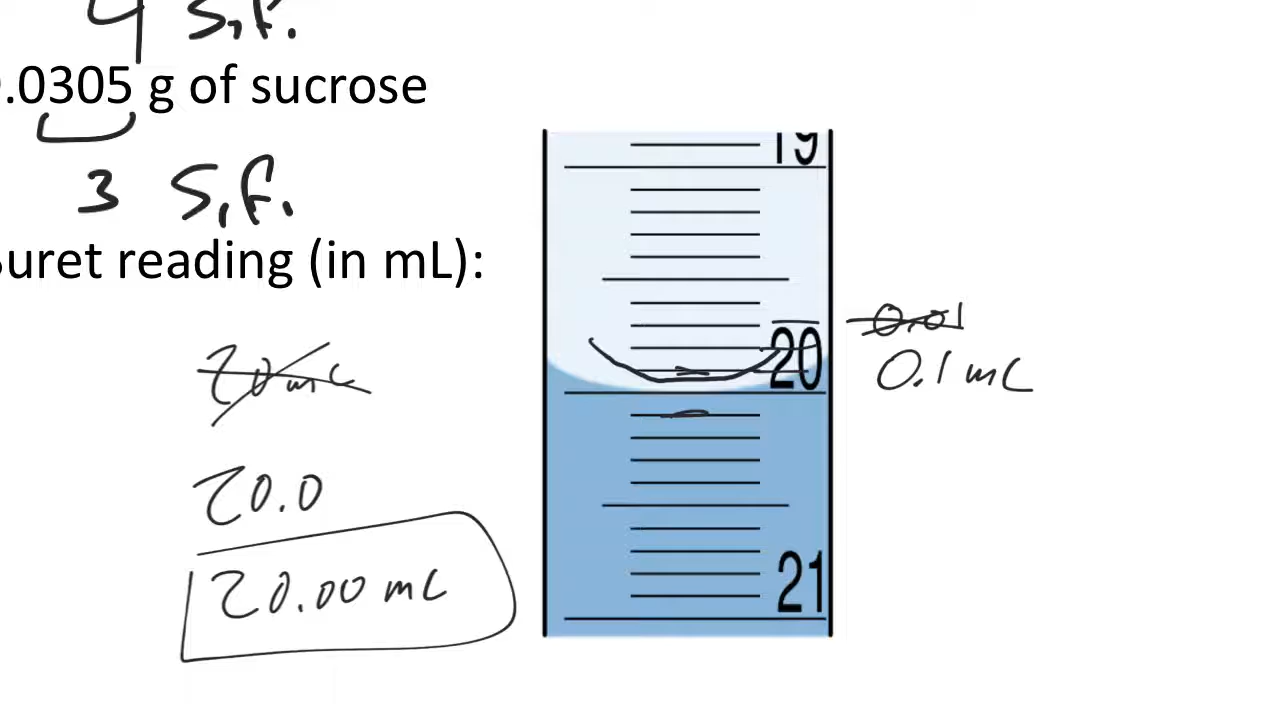 4 s.f.
.0305 g of sucrose
3 s.f.
uret reading (in mL):
19
20
21
0.01
0.1 mL
20 mL
20.0
20.00 mL